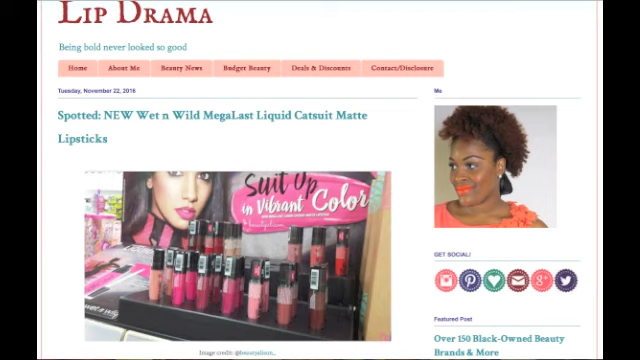 LIP DRAMA
Being bold never looked so good
Home
About Me
Beauty News
Budget Beauty
Deals & Discounts
Contact/Disclosure
Tuesday, November 22, 2016
Spotted: NEW Wet n Wild MegaLast Liquid Catsuit Matte
Lipsticks
Suit Up
in Vibrant
Color
Me
GET SOCIAL!
Featured Post
Over 150 Black-Owned Beauty
Brands & More